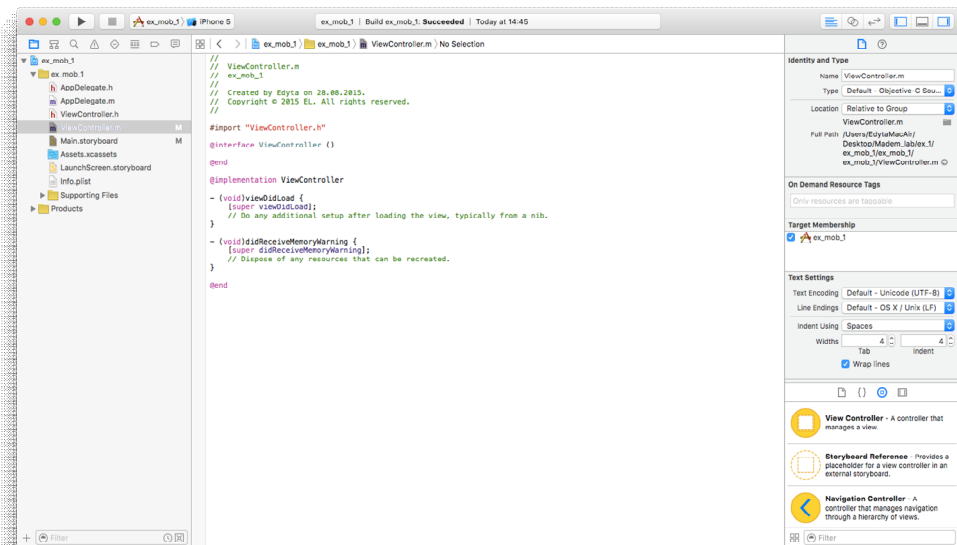 ex_mob_1 〉 iPhone 5
ex_mob_1 | Build ex_mob_1: Succeeded | Today at 14:45
ex_mob_1 〉 ex_mob_1 〉 ViewController.m 〉 No Selection
ex_mob_1
ex mob 1
AppDelegate.h
AppDelegate.m
ViewController.h
ViewController.m M
Main.storyboard M
Assets.xcassets
LaunchScreen.storyboard
Info.plist
Supporting Files
Products
Filter
//
// ViewController.m
// ex_mob_1
//
// Created by Edyta on 28.08.2015.
// Copyright © 2015 EL. All rights reserved.
//
#import "ViewController.h"
@interface ViewController ()
@end
@implementation ViewController
- (void)viewDidLoad {
[super viewDidLoad];
// Do any additional setup after loading the view, typically from a nib.
}
- (void)didReceiveMemoryWarning {
[super didReceiveMemoryWarning];
// Dispose of any resources that can be recreated.
}
@end
Identity and Type
Name ViewController.m
Type Default - Objective-C Sou...
Location Relative to Group
ViewController.m
Full Path /Users/EdytaMacAir/
Desktop/Madem_lab/ex_1/
ex_mob_1/ex_mob_1/
ex_mob_1/ViewController.m
On Demand Resource Tags
Only resources are taggable
Target Membership
ex_mob_1
Text Settings
Text Encoding Default - Unicode (UTF-8)
Line Endings Default - OS X / Unix (LF)
Indent Using Spaces
Widths 4 4
Tab Indent
Wrap lines
{}
View Controller - A controller that
manages a view.
Storyboard Reference - Provides a
placeholder for a view controller in an
external storyboard.
Navigation Controller - A
controller that manages navigation
through a hierarchy of views.
Filter